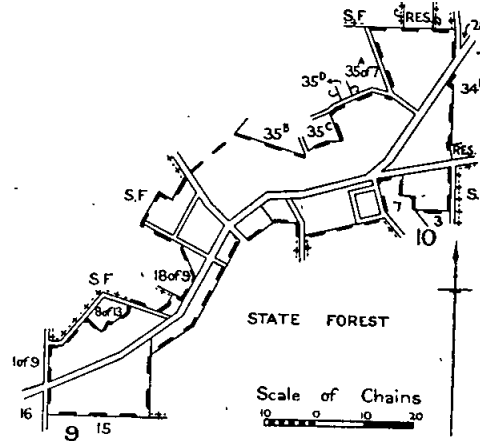 S.F RES.
35D 35A of 7
34
35B 35C
RES.
S.F
S.
7 3
10
S F 18 of 9
8 of 13
STATE FOREST
1 of 9
Scale of Chains
16 15
10 0 10 20
9